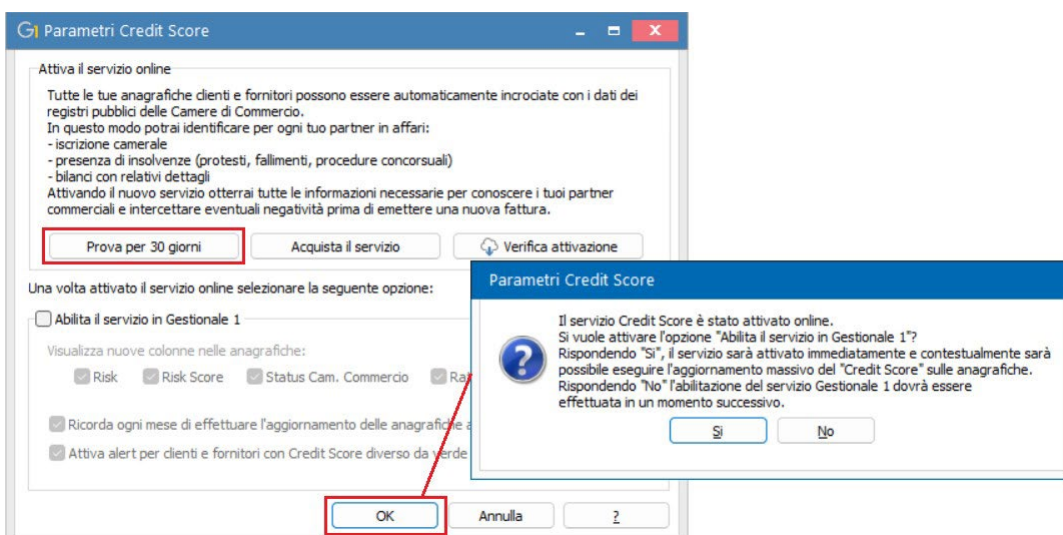 G1 Parametri Credit Score
Attiva il servizio online
Tutte le tue anagrafiche clienti e fornitori possono essere automaticamente incrociate con i dati dei
registri pubblici delle Camere di Commercio.
In questo modo potrai identificare per ogni tuo partner in affari:
- iscrizione camerale
- presenza di insolvenze (protesti, fallimenti, procedure concorsuali)
- bilanci con relativi dettagli
Attivando il nuovo servizio otterrai tutte le informazioni necessarie per conoscere i tuoi partner
commerciali e intercettare eventuali negatività prima di emettere una nuova fattura.
Prova per 30 giorni Acquista il servizio Verifica attivazione
Una volta attivato il servizio online selezionare la seguente opzione:
Abilita il servizio in Gestionale 1
Visualizza nuove colonne nelle anagrafiche:
Risk Risk Score Status Cam. Commercio
Ricorda ogni mese di effettuare l'aggiornamento delle anagrafiche
Attiva alert per clienti e fornitori con Credit Score diverso da verde
OK Annulla ?
Parametri Credit Score
Il servizio Credit Score è stato attivato online.
Si vuole attivare l'opzione "Abilita il servizio in Gestionale 1"?
Rispondendo "Si", il servizio sarà attivato immediatamente e contestualmente sarà
possibile eseguire l'aggiornamento massivo del "Credit Score" sulle anagrafiche.
Rispondendo "No" l'abilitazione del servizio Gestionale 1 dovrà essere
effettuata in un momento successivo.
Si No